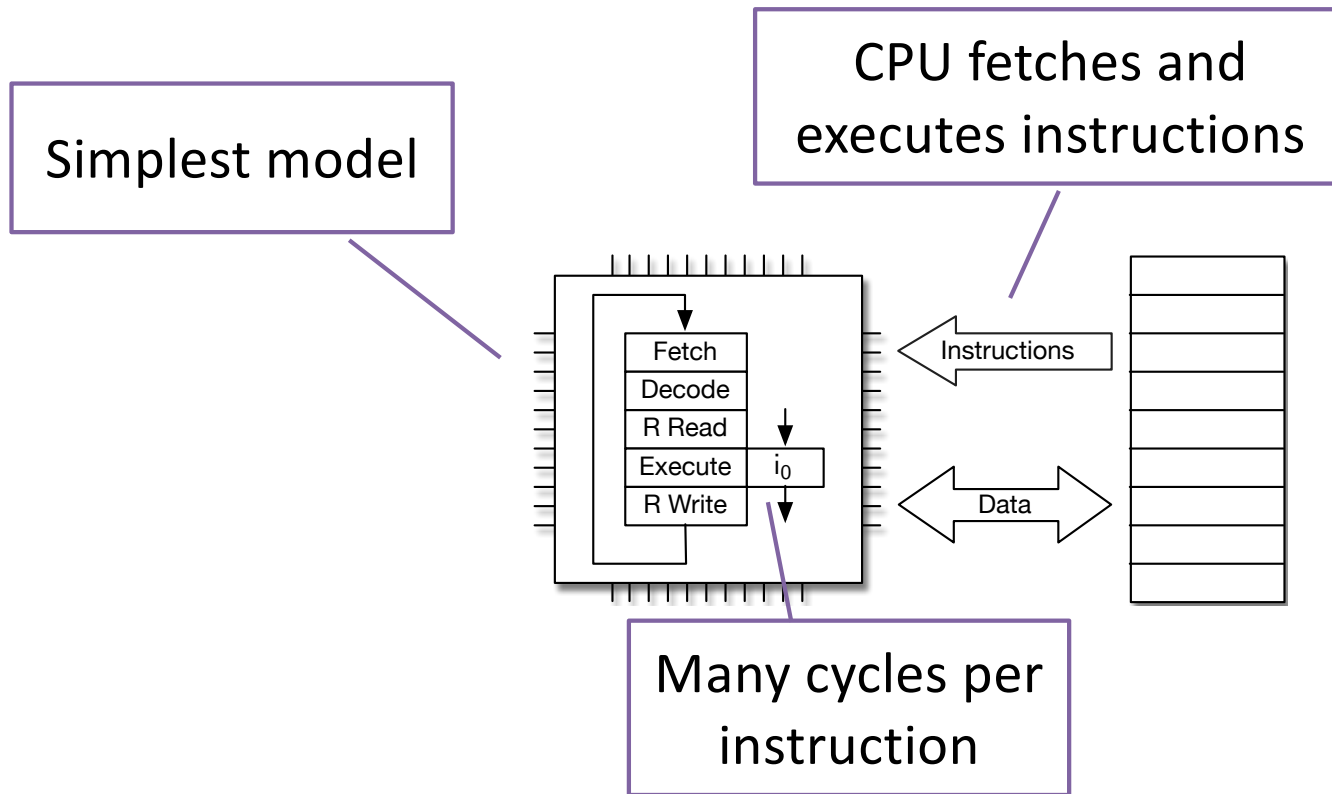 Simplest model
CPU fetches and
executes instructions
Fetch
Decode
R Read
Execute
i₀
R Write
Instructions
Data
Many cycles per
instruction